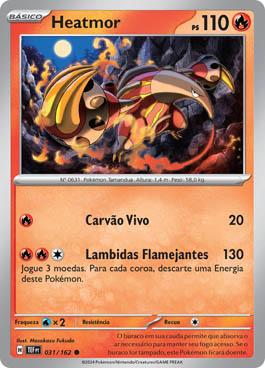 BÁSICO Heatmor PS 110
Nº 0631 Pokémon Tamanduá Altura: 1,4 m Peso: 58,0 kg
Carvão Vivo 20
Lambidas Flamejantes 130
Jogue 3 moedas. Para cada coroa, descarte uma Energia
deste Pokémon.
Fraqueza ×2 Resistência Recuo
Ilust. Masakazu Fukuda
H TEF PT 031/162
O buraco em sua cauda permite que absorva o
ar necessário para manter seu fogo aceso. Se o
buraco for tampado, este Pokémon ficará doente.
©2024 Pokémon/Nintendo/Creatures/GAME FREAK